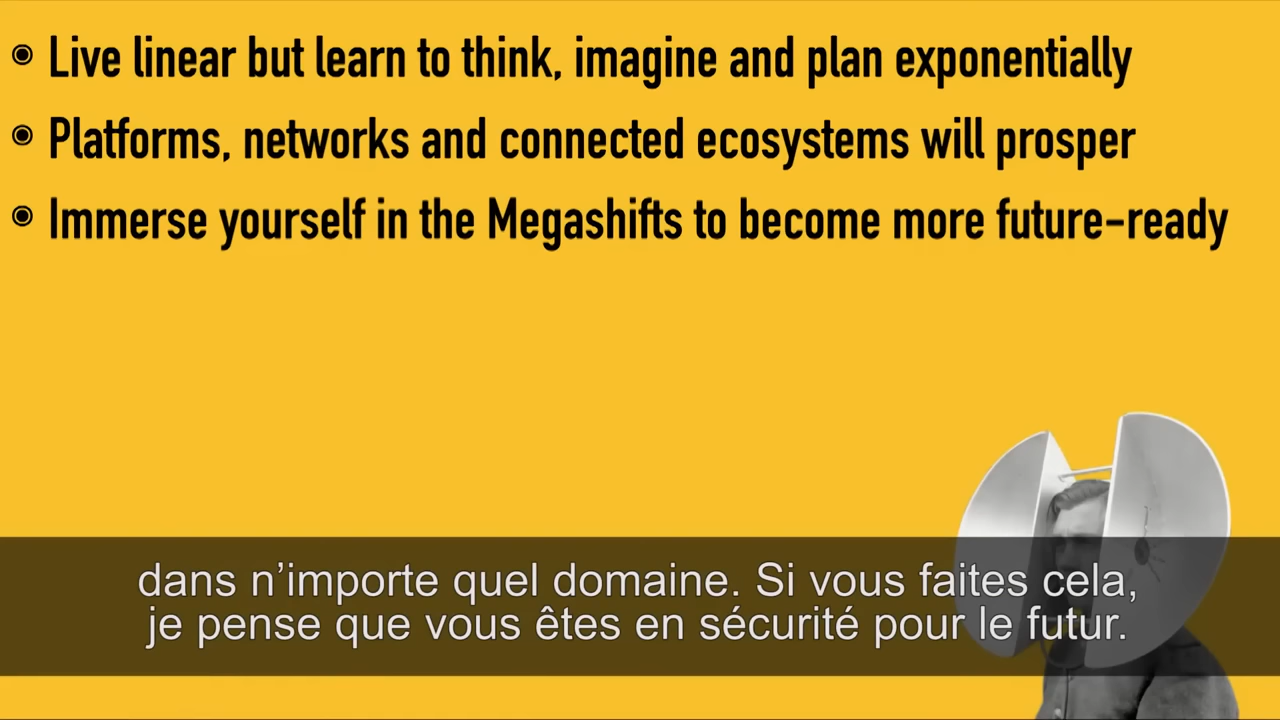 Live linear but learn to think, imagine and plan exponentially
Platforms, networks and connected ecosystems will prosper
Immerse yourself in the Megashifts to become more future-ready
dans n’importe quel domaine. Si vous faites cela,
je pense que vous êtes en sécurité pour le futur.